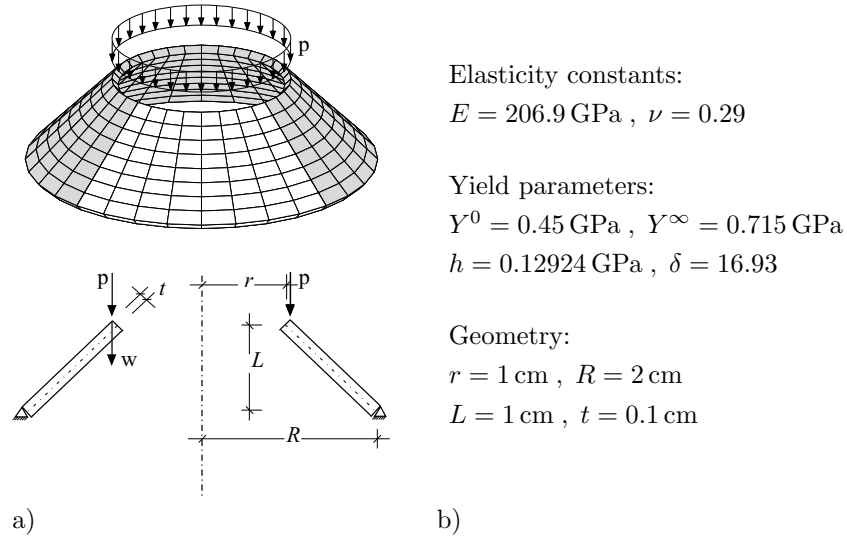 p
p
t
r
p
w
L
R
a)
Elasticity constants:
E = 206.9 GPa , ν = 0.29
Yield parameters:
Y⁰ = 0.45 GPa , Y^∞ = 0.715 GPa
h = 0.12924 GPa , δ = 16.93
Geometry:
r = 1 cm , R = 2 cm
L = 1 cm , t = 0.1 cm
b)